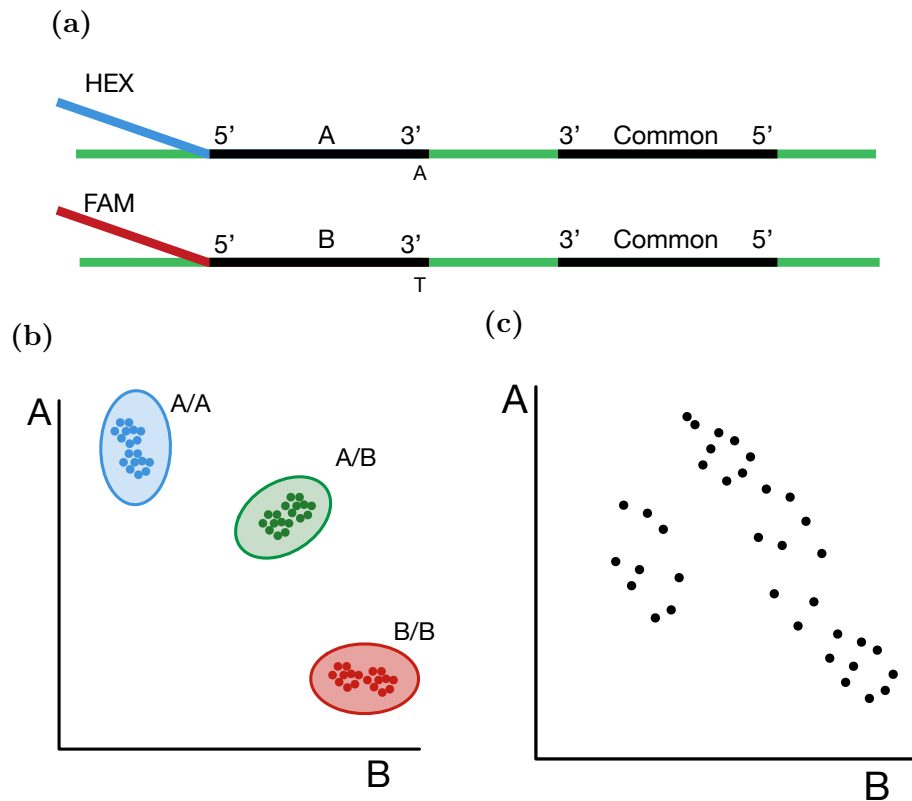 (a)
HEX
5’ A 3’ 3’ Common 5’
A
FAM
5’ B 3’ 3’ Common 5’
T
(b)
(c)
A
A/A
A/B
B/B
B
A
B